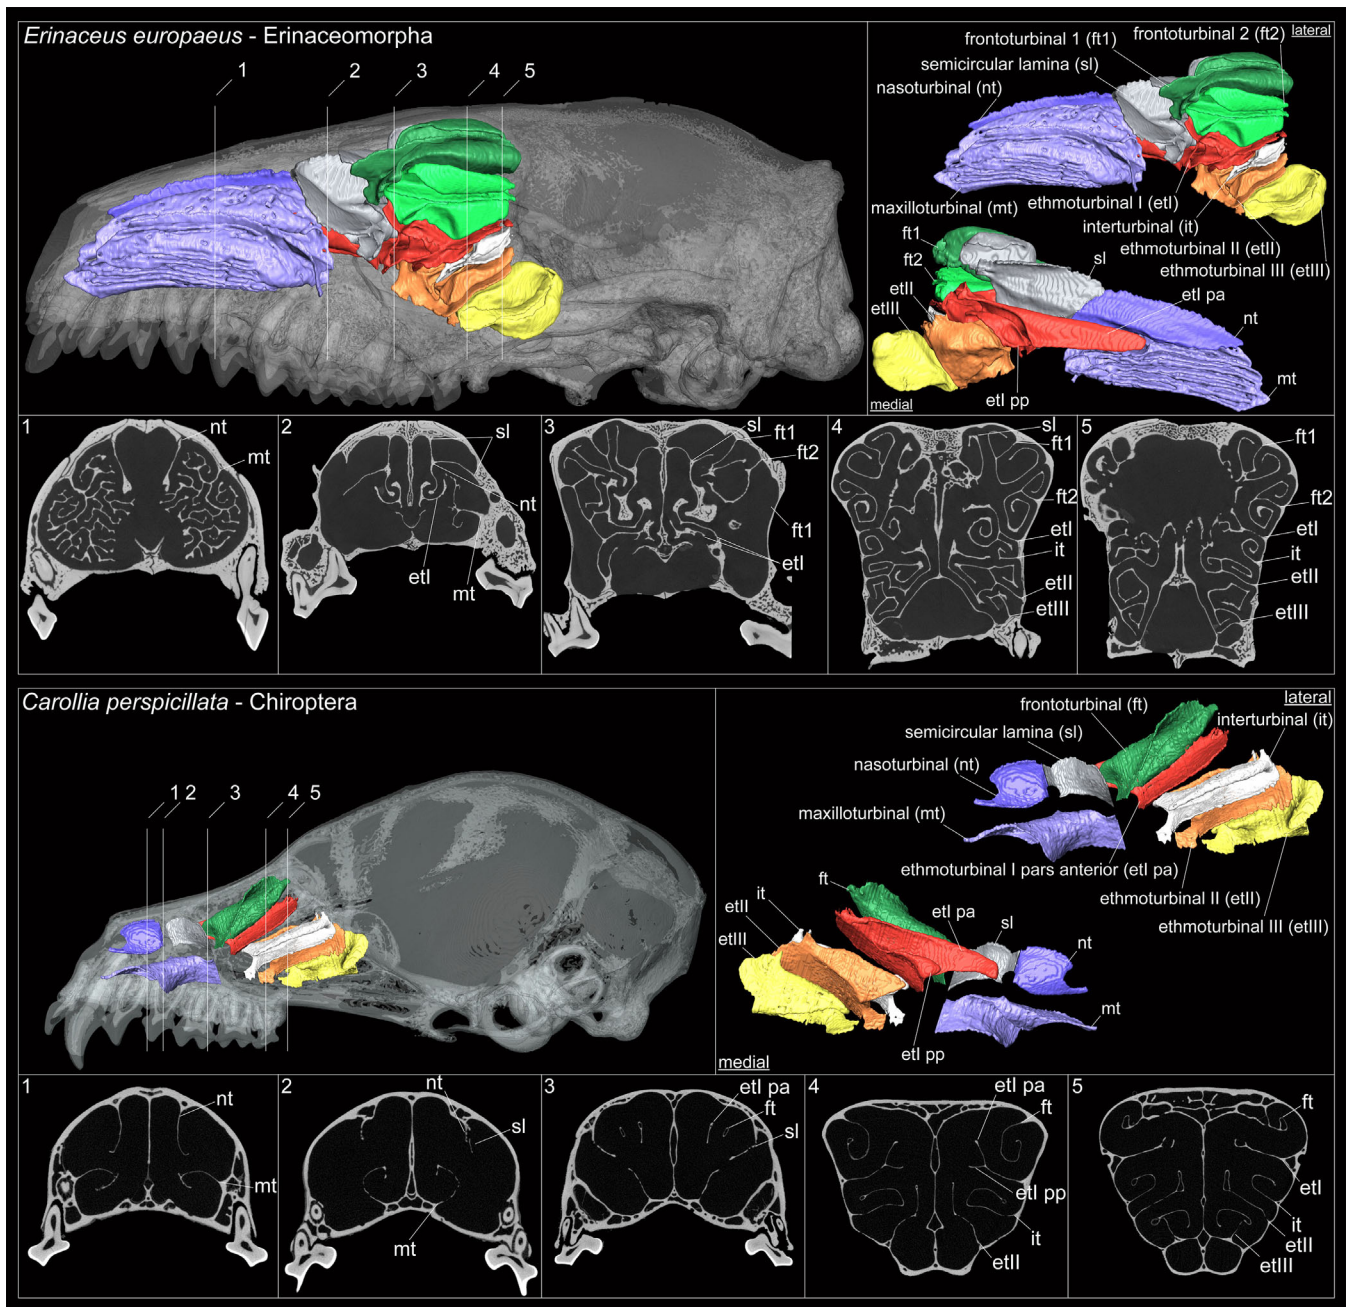 Erinaceus europaeus - Erinaceomorpha
1 2 3 4 5
lateral
frontoturbinal 1 (ft1)
frontoturbinal 2 (ft2)
semicircular lamina (sl)
nasoturbinal (nt)
maxilloturbinal (mt)
ethmoturbinal I (etI)
interturbinal (it)
ethmoturbinal II (etII)
ethmoturbinal III (etIII)
ft1
ft2
etII
etIII
sl
etI pa
nt
mt
etI pp
medial
1
nt
mt
2
sl
nt
etI
mt
3
sl
ft1
ft2
ft1
etI
4
sl
ft1
ft2
etI
it
etII
etIII
5
ft1
ft2
etI
it
etII
etIII
Carollia perspicillata - Chiroptera
1 2 3 4 5
lateral
frontoturbinal (ft)
interturbinal (it)
semicircular lamina (sl)
nasoturbinal (nt)
maxilloturbinal (mt)
ethmoturbinal I pars anterior (etI pa)
ethmoturbinal II (etII)
ethmoturbinal III (etIII)
ft
it
etII
etIII
etI pa
sl
nt
mt
etI pp
medial
1
nt
mt
2
nt
sl
mt
3
etI pa
ft
sl
4
etI pa
ft
etI pp
it
etII
5
ft
etI
it
etII
etIII